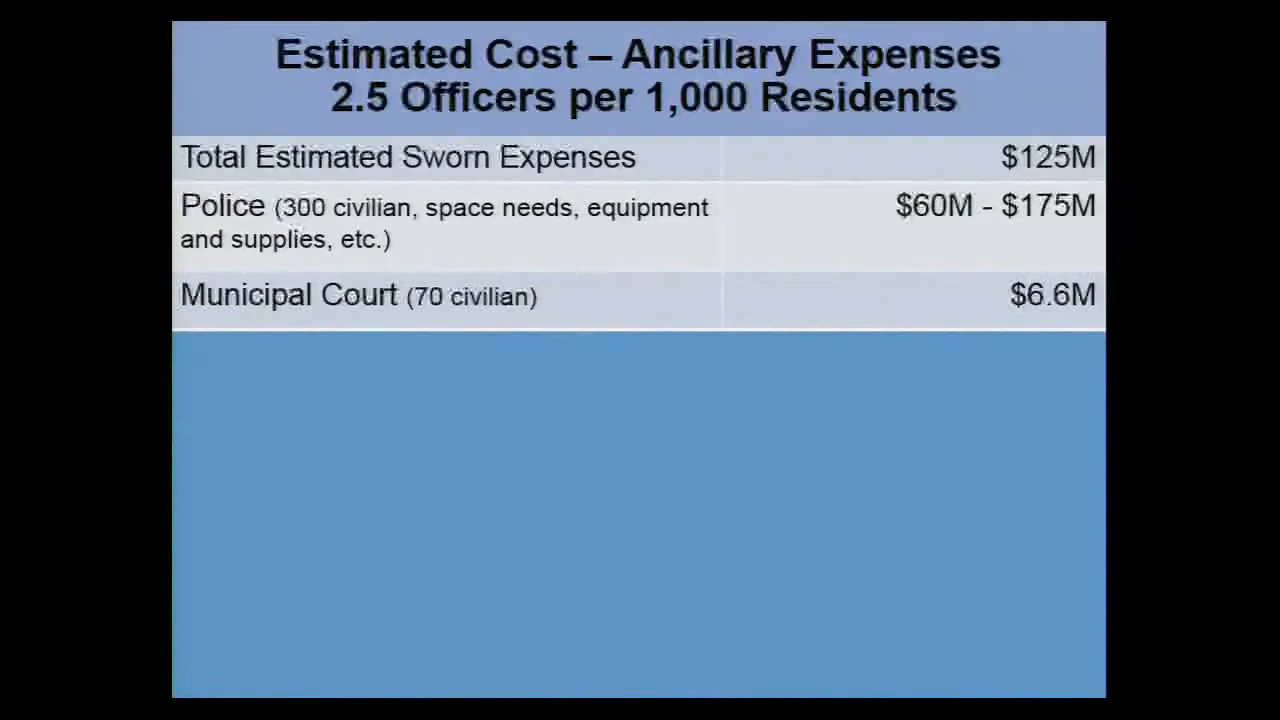 Estimated Cost – Ancillary Expenses
2.5 Officers per 1,000 Residents
Total Estimated Sworn Expenses $125M
Police (300 civilian, space needs, equipment $60M - $175M
and supplies, etc.)
Municipal Court (70 civilian) $6.6M